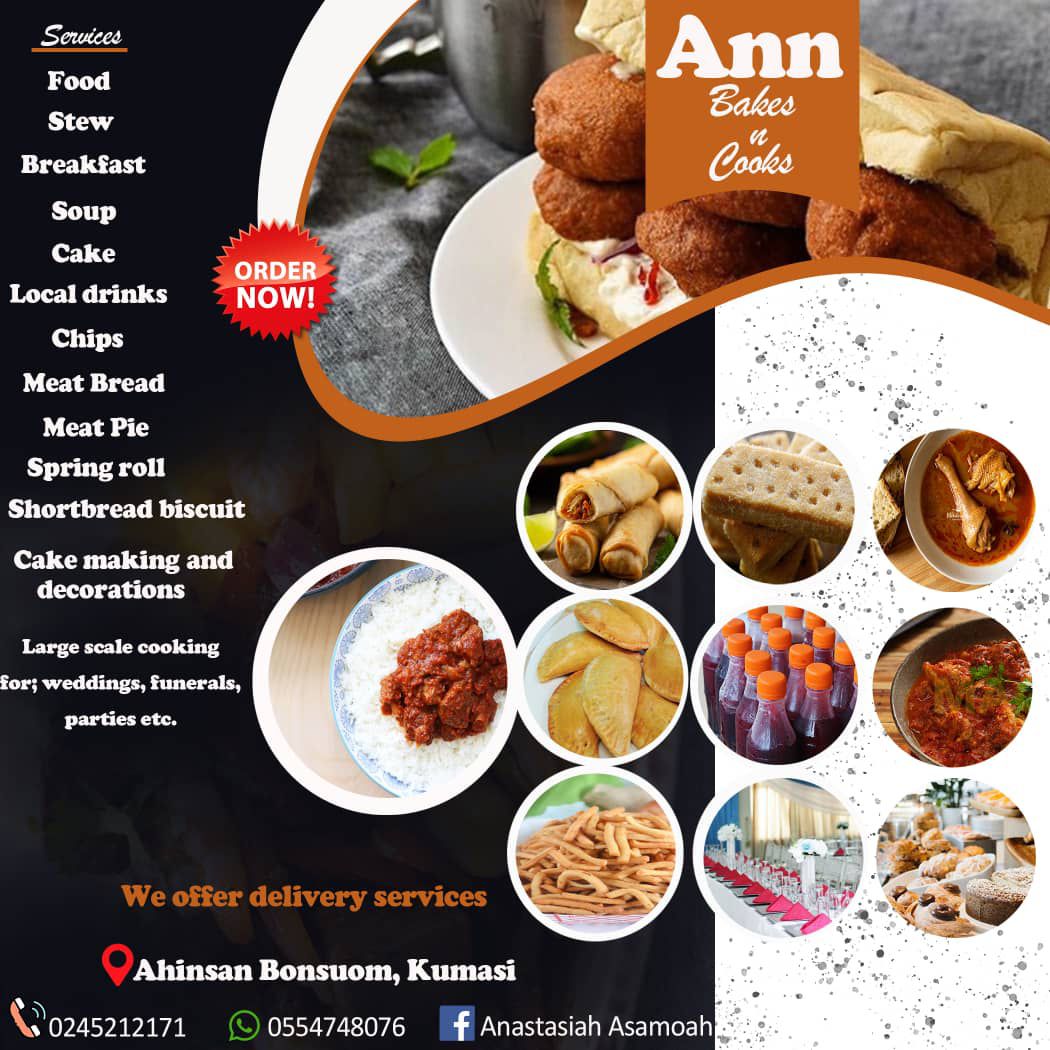 Services
Food
Stew
Breakfast
Soup
Cake
Local drinks
Chips
Meat Bread
Meat Pie
Spring roll
Shortbread biscuit
Cake making and
decorations
Large scale cooking
for; weddings, funerals,
parties etc.
Ann
Bakes
n
Cooks
ORDER
NOW!
We offer delivery services
Ahinsan Bonsuom, Kumasi
0245212171
0554748076
Anastasiah Asamoah